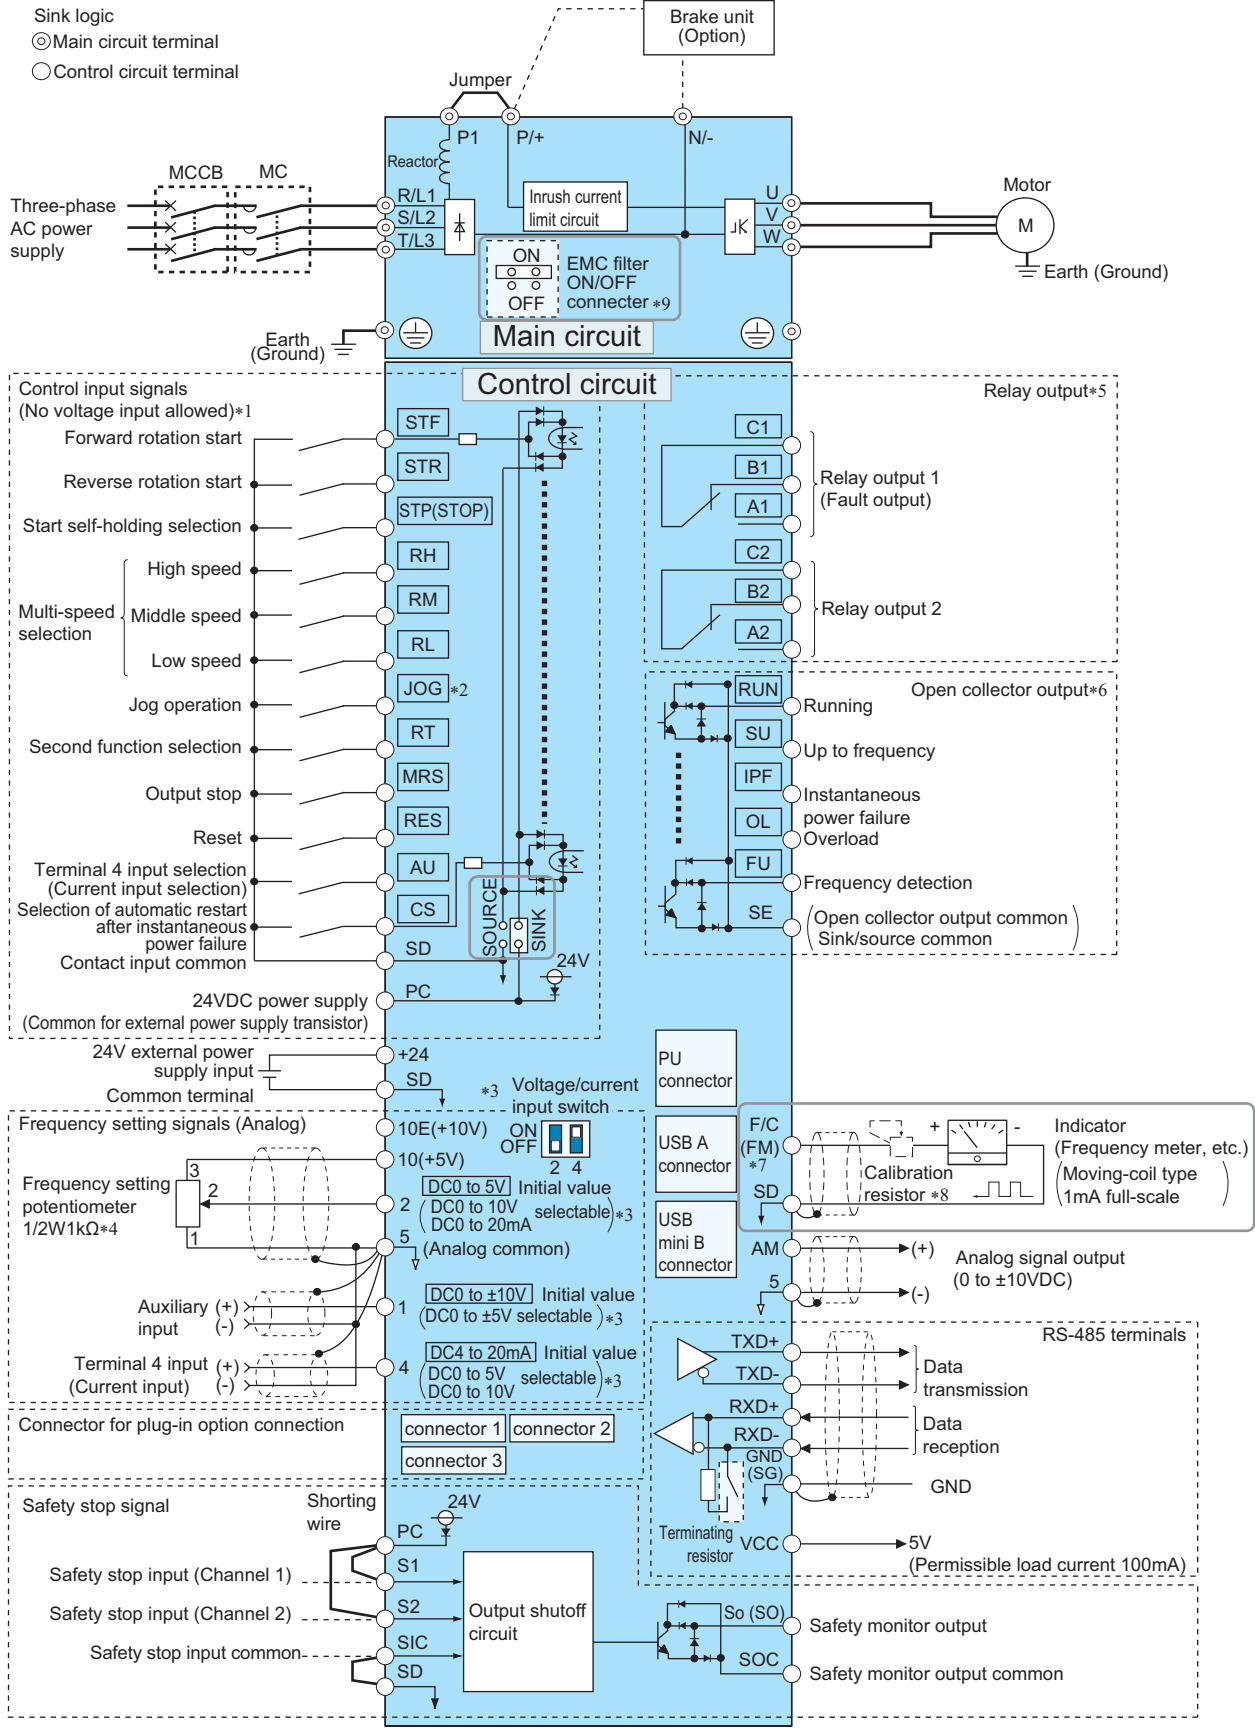 Sink logic
Main circuit terminal
Control circuit terminal
Brake unit
(Option)
Jumper
P1
P/+
N/-
Reactor
MCCB
MC
Three-phase
AC power
supply
R/L1
S/L2
T/L3
Inrush current
limit circuit
U
V
W
Motor
M
Earth (Ground)
ON
OFF
EMC filter
ON/OFF
connecter *9
Earth
(Ground)
Main circuit
Control circuit
Control input signals
(No voltage input allowed)*1
Forward rotation start
STF
Reverse rotation start
STR
Start self-holding selection
STP(STOP)
Multi-speed
selection
High speed
RH
Middle speed
RM
Low speed
RL
Jog operation
JOG *2
Second function selection
RT
Output stop
MRS
Reset
RES
Terminal 4 input selection
(Current input selection)
AU
Selection of automatic restart
after instantaneous
power failure
CS
Contact input common
SD
SOURCE
SINK
24V
24VDC power supply
(Common for external power supply transistor)
PC
Relay output*5
C1
B1
A1
Relay output 1
(Fault output)
C2
B2
A2
Relay output 2
Open collector output*6
RUN
Running
SU
Up to frequency
IPF
Instantaneous
power failure
OL
Overload
FU
Frequency detection
SE
(Open collector output common
Sink/source common)
24V external power
supply input
+24
Common terminal
SD
*3
Voltage/current
input switch
ON
OFF
2 4
Frequency setting signals (Analog)
10E(+10V)
10(+5V)
Frequency setting
potentiometer
1/2W1kΩ*4
3
2
1
2
DC0 to 5V Initial value
(DC0 to 10V
DC0 to 20mA selectable)*3
5
(Analog common)
Auxiliary (+)
input (-)
1
DC0 to ±10V Initial value
(DC0 to ±5V selectable)*3
Terminal 4 input (+)
(Current input) (-)
4
DC4 to 20mA Initial value
(DC0 to 5V
DC0 to 10V selectable)*3
PU
connector
USB A
connector
USB
mini B
connector
F/C
(FM)
*7
SD
+ -
Calibration
resistor *8
Indicator
(Frequency meter, etc.)
(Moving-coil type
1mA full-scale)
AM
(+)
5
(-)
Analog signal output
(0 to ±10VDC)
RS-485 terminals
TXD+
TXD-
Data
transmission
RXD+
RXD-
Data
reception
GND
(SG)
GND
Terminating
resistor
VCC
5V
(Permissible load current 100mA)
Connector for plug-in option connection
connector 1
connector 2
connector 3
Safety stop signal
Shorting
wire
24V
PC
Safety stop input (Channel 1)
S1
Safety stop input (Channel 2)
S2
Safety stop input common
SIC
SD
Output shutoff
circuit
So (SO)
Safety monitor output
SOC
Safety monitor output common